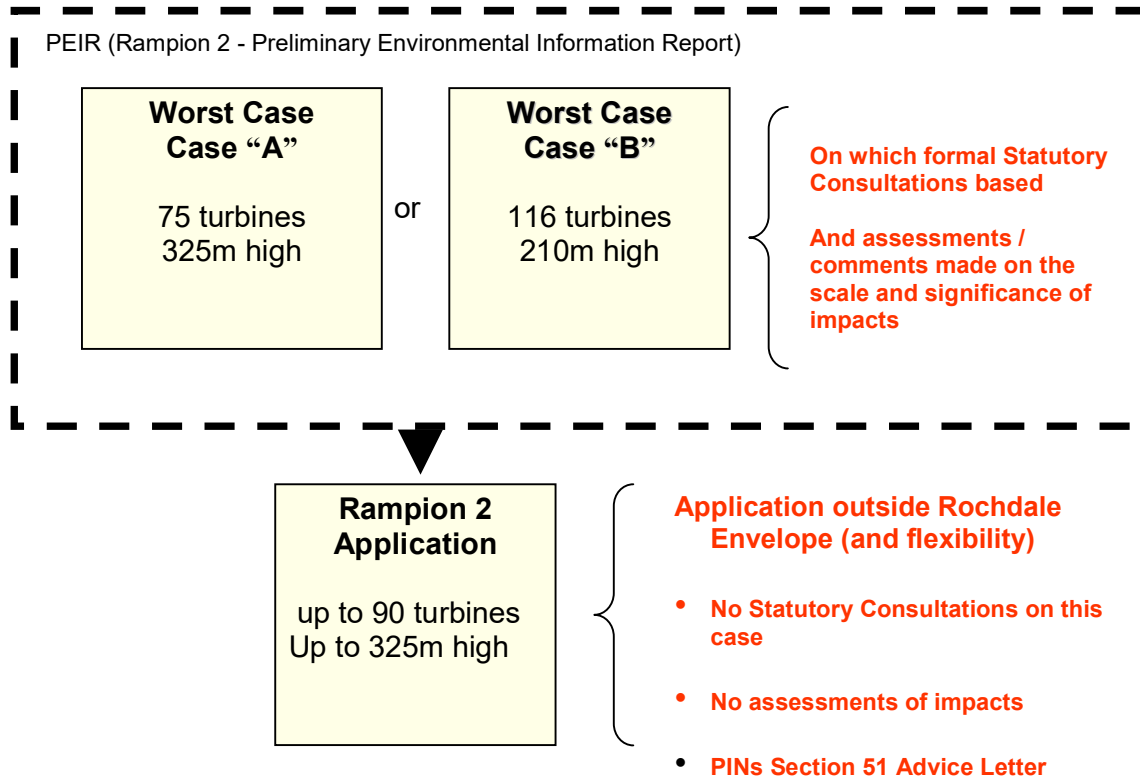 PEIR (Rampion 2 - Preliminary Environmental Information Report)
Worst Case
Case “A”
75 turbines
325m high
or
Worst Case
Case “B”
116 turbines
210m high
On which formal Statutory
Consultations based
And assessments /
comments made on the
scale and significance of
impacts
Rampion 2
Application
up to 90 turbines
Up to 325m high
Application outside Rochdale
Envelope (and flexibility)
• No Statutory Consultations on this
case
• No assessments of impacts
• PINs Section 51 Advice Letter